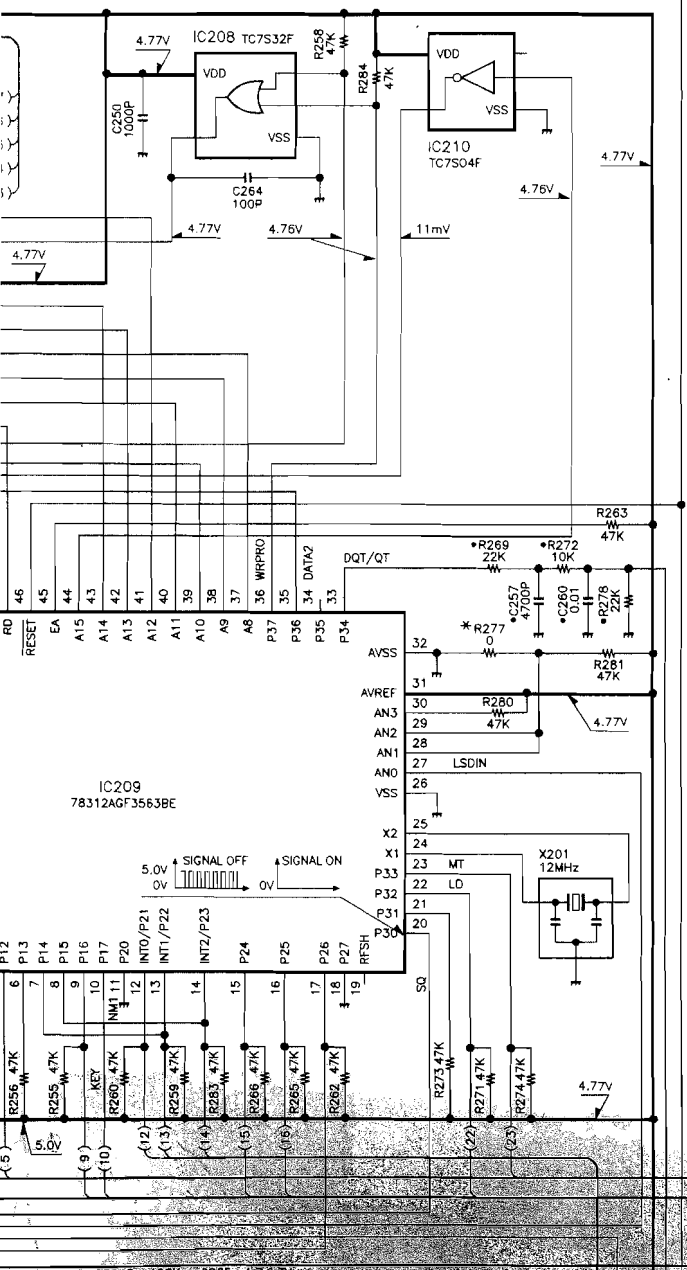 4.77V
IC208 TC7S32F
R258
47K
R284
47K
VDD
VSS
C250
1000P
C264
100P
VDD
VSS
IC210
TC7S04F
4.77V
4.76V
4.77V
4.76V
11mV
4.77V
R263
47K
•R269
22K
•R272
10K
DQT/QT
•C257
4700P
•C260
0.01
•R278
22K
WRPRO
DATA2
46
45
44
43
42
41
40
39
38
37
36
35
34
33
RD
RESET
EA
A15
A14
A13
A12
A11
A10
A9
A8
P37
P36
P35
P34
AVSS
32
*R277
0
R281
47K
AVREF
31
AN3
30
R280
47K
4.77V
AN2
29
AN1
28
AN0
27
LSDIN
VSS
26
IC209
78312AGF3563BE
X2
25
X1
24
P33
23
MT
P32
22
LD
P31
21
P30
20
X201
12MHz
5.0V
0V
SIGNAL OFF
0V
SIGNAL ON
P12
P13
P14
P15
P16
P17
P20
INT0/P21
INT1/P22
INT2/P23
P24
P25
P26
P27
RFSH
6
7
8
9
10
11
12
13
14
15
16
17
18
19
NM1
SQ
KEY
R256 47K
R255 47K
R260 47K
R259 47K
R283 47K
R266 47K
R265 47K
R262 47K
R273 47K
R271 47K
R274 47K
4.77V
5.0V
(5)
(9)
(10)
(12)
(13)
(14)
(15)
(16)
(22)
(23)